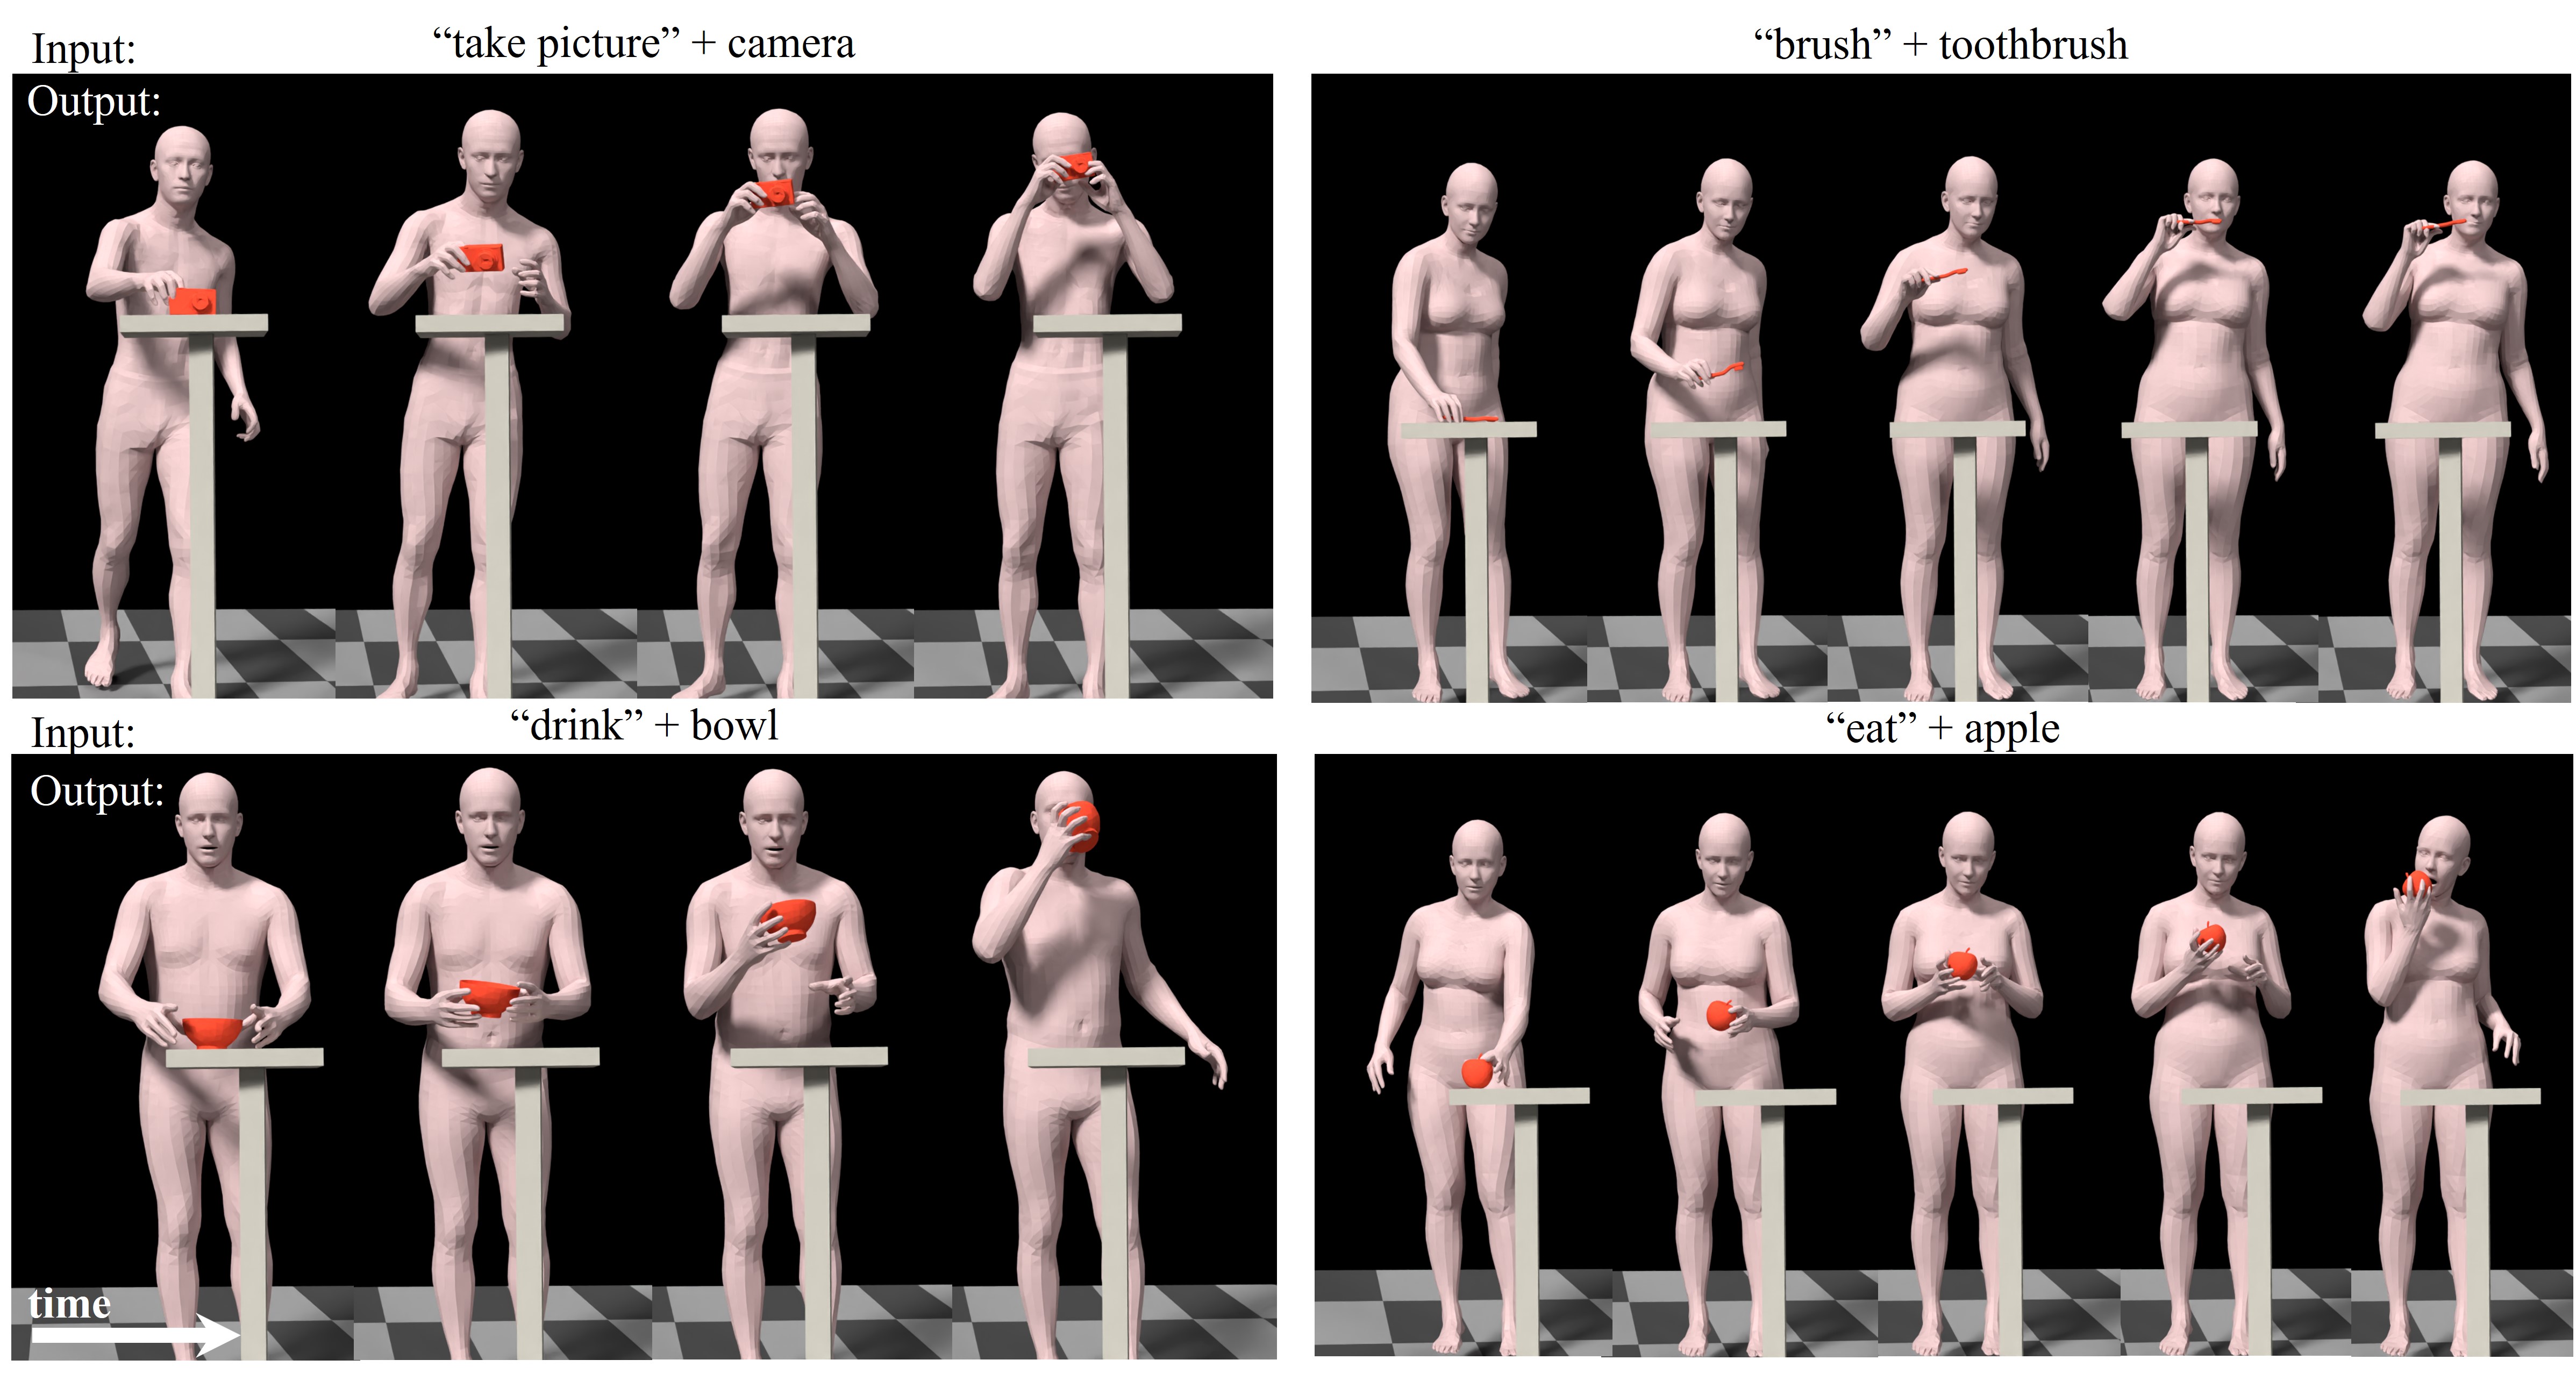 Input:
“take picture” + camera
“brush” + toothbrush
Output:
Input:
“drink” + bowl
“eat” + apple
Output:
time